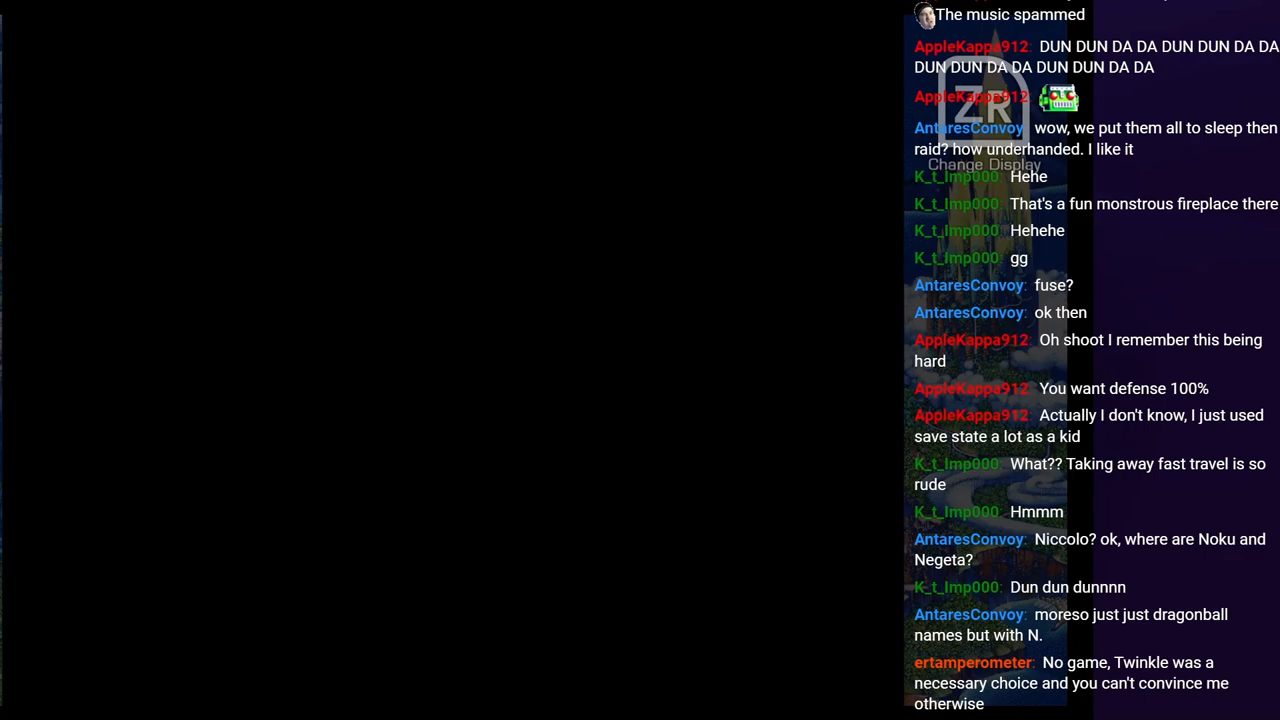 The music spammed
AppleKappa912: DUN DUN DA DA DUN DUN DA DA
DUN DUN DA DA DUN DUN DA DA
AppleKappa912:
ZR
AntaresConvoy: wow, we put them all to sleep then
raid? how underhanded. I like it
Change Display
K_t_Imp000: Hehe
K_t_Imp000: That's a fun monstrous fireplace there
K_t_Imp000: Hehehe
K_t_Imp000: gg
AntaresConvoy: fuse?
AntaresConvoy: ok then
AppleKappa912: Oh shoot I remember this being
hard
AppleKappa912: You want defense 100%
AppleKappa912: Actually I don't know, I just used
save state a lot as a kid
K_t_Imp000: What?? Taking away fast travel is so
rude
K_t_Imp000: Hmmm
AntaresConvoy: Niccolo? ok, where are Noku and
Negeta?
K_t_Imp000: Dun dun dunnnn
AntaresConvoy: moreso just just dragonball
names but with N.
ertamperometer: No game, Twinkle was a
necessary choice and you can't convince me
otherwise